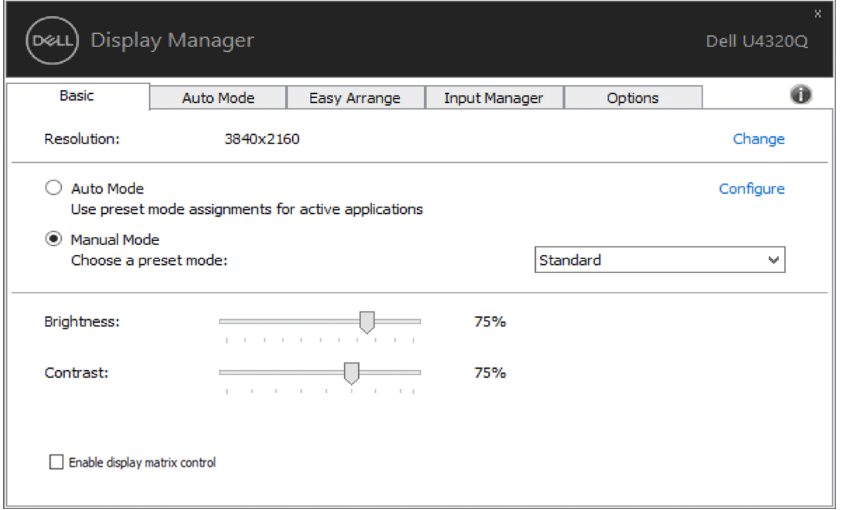 x
DELL Display Manager Dell U4320Q
Basic Auto Mode Easy Arrange Input Manager Options i
Resolution: 3840x2160 Change
Auto Mode Configure
Use preset mode assignments for active applications
Manual Mode
Choose a preset mode: Standard
Brightness: 75%
Contrast: 75%
Enable display matrix control